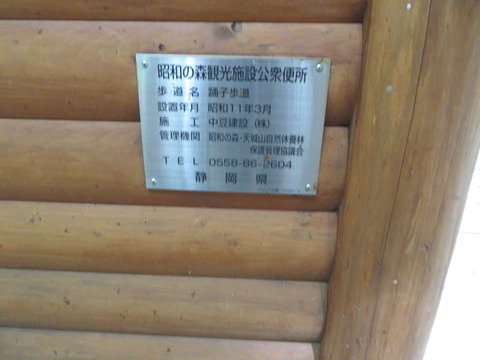 昭和の森観光施設公衆便所
歩道名 踊子歩道
設置年月 昭和11年3月
施工 中豆建設(株)
管理機関 昭和の森・天城山自然休養林
保護管理協議会
TEL 0558-86-2604
静岡県